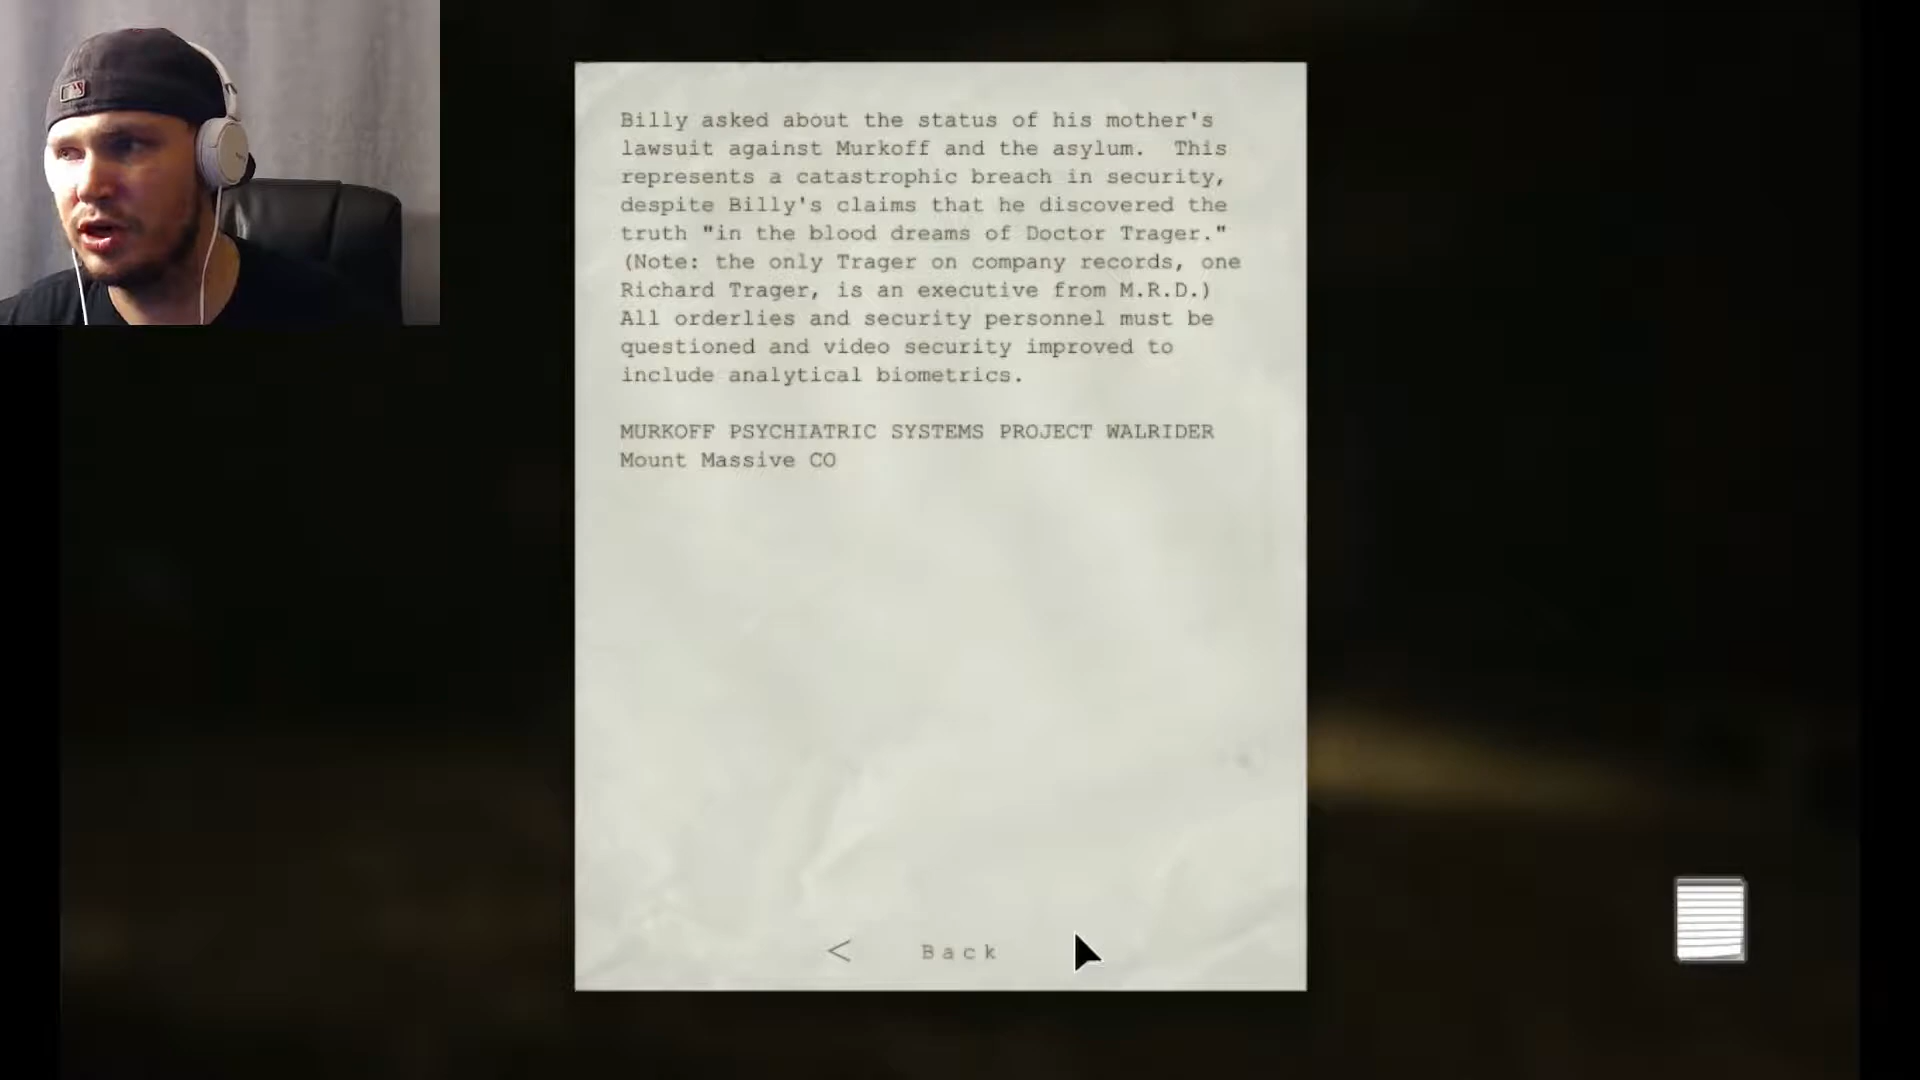 Billy asked about the status of his mother's
lawsuit against Murkoff and the asylum.  This
represents a catastrophic breach in security,
despite Billy's claims that he discovered the
truth "in the blood dreams of Doctor Trager."
(Note: the only Trager on company records, one
Richard Trager, is an executive from M.R.D.)
All orderlies and security personnel must be
questioned and video security improved to
include analytical biometrics.
MURKOFF PSYCHIATRIC SYSTEMS PROJECT WALRIDER
Mount Massive CO
< Back